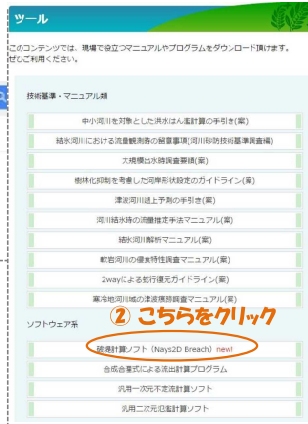 ツール
このコンテンツでは、現場で役立つマニュアルやプログラムをダウンロード頂けます。
ぜひご利用ください。
技術基準・マニュアル類
中小河川を対象とした洪水はん濫計算の手引き(案)
結氷河川における流量観測等の留意事項(河川砂防技術基準調査編)
大規模出水時調査要領(案)
樹林化抑制を考慮した河岸形状設定のガイドライン(案)
津波河川遡上予測の手引き(案)
河川結氷時の流量推定手法マニュアル(案)
結氷河川解析マニュアル(案)
軟岩河川の侵食特性調査マニュアル(案)
2wayによる蛇行復元ガイドライン(案)
寒冷地河川域の津波痕跡調査マニュアル(案)
ソフトウェア系
② こちらをクリック
破堤計算ソフト（Nays2D Breach）new!
合成合理式による流出計算プログラム
汎用一次元不定流計算ソフト
汎用二次元氾濫計算ソフト